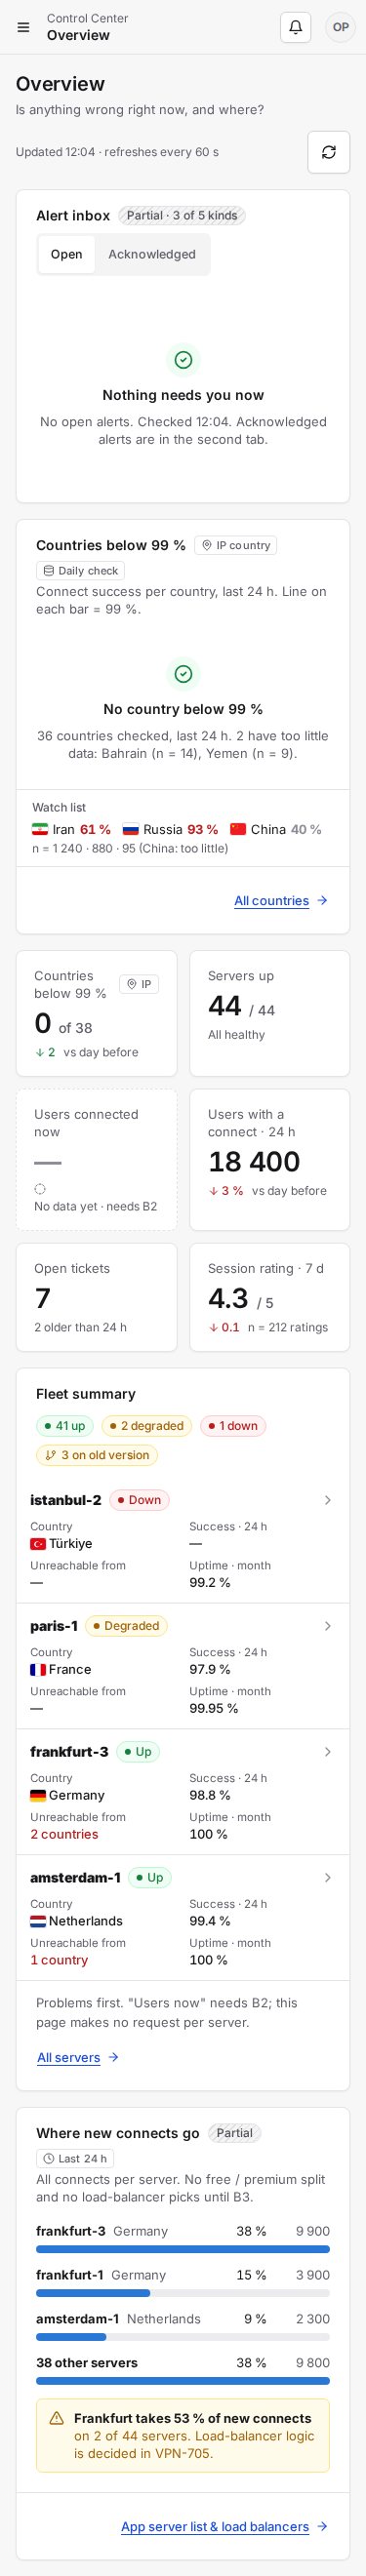 Control Center
Overview
OP
Overview
Is anything wrong right now, and where?
Updated 12:04 · refreshes every 60 s
Alert inbox Partial · 3 of 5 kinds
Open Acknowledged
Nothing needs you now
No open alerts. Checked 12:04. Acknowledged
alerts are in the second tab.
Countries below 99 % IP country
Daily check
Connect success per country, last 24 h. Line on
each bar = 99 %.
No country below 99 %
36 countries checked, last 24 h. 2 have too little
data: Bahrain (n = 14), Yemen (n = 9).
Watch list
Iran 61 % Russia 93 % China 40 %
n = 1 240 · 880 · 95 (China: too little)
All countries
Countries
below 99 %
IP
0 of 38
↓ 2 vs day before
Servers up
44 / 44
All healthy
Users connected
now
—
No data yet · needs B2
Users with a
connect · 24 h
18 400
↓ 3 % vs day before
Open tickets
7
2 older than 24 h
Session rating · 7 d
4.3 / 5
↓ 0.1 n = 212 ratings
Fleet summary
41 up 2 degraded 1 down
3 on old version
istanbul-2 Down
Country Success · 24 h
Türkiye —
Unreachable from Uptime · month
— 99.2 %
paris-1 Degraded
Country Success · 24 h
France 97.9 %
Unreachable from Uptime · month
— 99.95 %
frankfurt-3 Up
Country Success · 24 h
Germany 98.8 %
Unreachable from Uptime · month
2 countries 100 %
amsterdam-1 Up
Country Success · 24 h
Netherlands 99.4 %
Unreachable from Uptime · month
1 country 100 %
Problems first. "Users now" needs B2; this
page makes no request per server.
All servers
Where new connects go Partial
Last 24 h
All connects per server. No free / premium split
and no load-balancer picks until B3.
frankfurt-3 Germany 38 % 9 900
frankfurt-1 Germany 15 % 3 900
amsterdam-1 Netherlands 9 % 2 300
38 other servers 38 % 9 800
Frankfurt takes 53 % of new connects
on 2 of 44 servers. Load-balancer logic
is decided in VPN-705.
App server list & load balancers